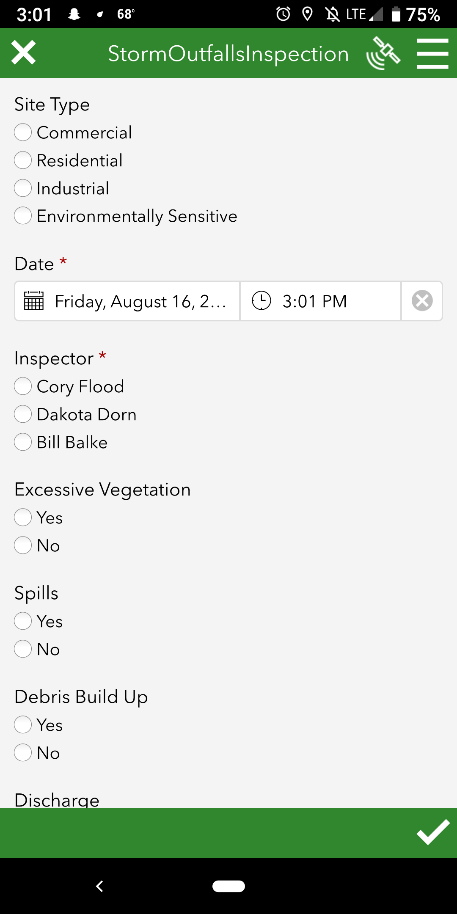 3:01 68° LTE 75%
StormOutfallsInspection
Site Type
Commercial
Residential
Industrial
Environmentally Sensitive
Date *
Friday, August 16, 2... 3:01 PM
Inspector *
Cory Flood
Dakota Dorn
Bill Balke
Excessive Vegetation
Yes
No
Spills
Yes
No
Debris Build Up
Yes
No
Discharge